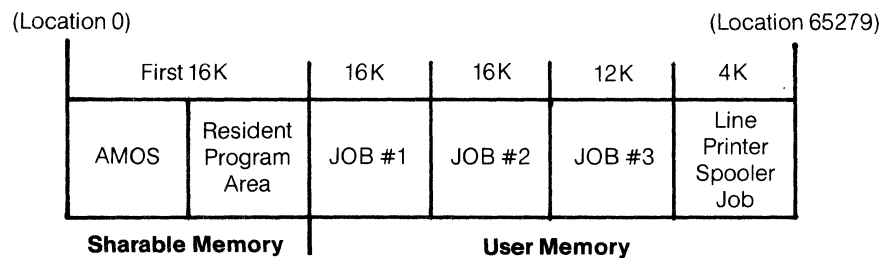 (Location 0) (Location 65279)
First 16K 16K 16K 12K 4K
AMOS
Resident
Program
Area
JOB #1
JOB #2
JOB #3
Line
Printer
Spooler
Job
Sharable Memory User Memory